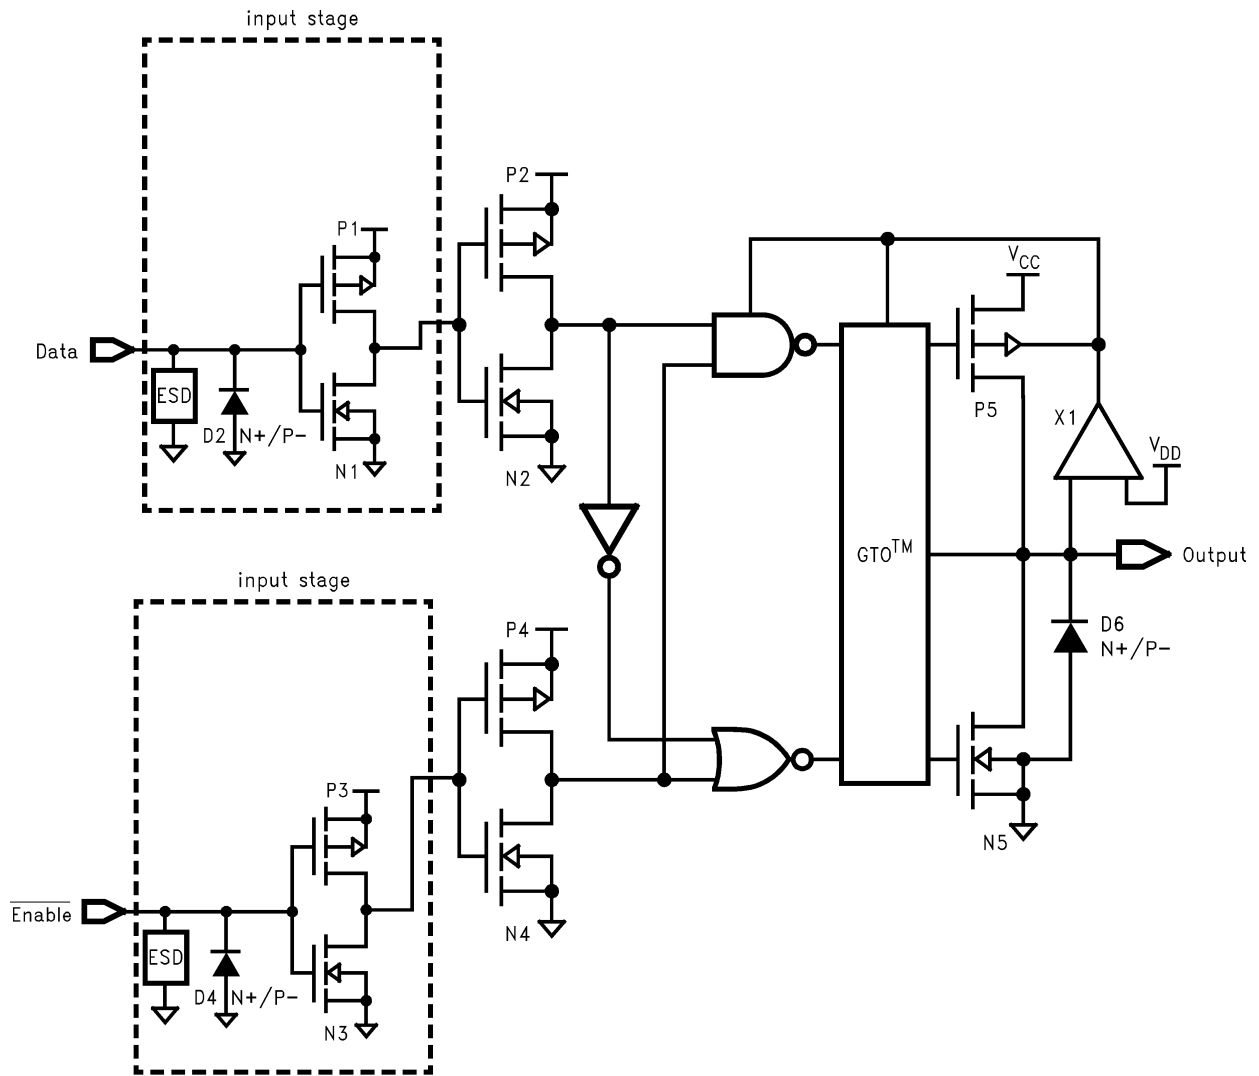 input stage
P2
P1
VCC
Data
ESD
D2 N+/P-
N1
N2
P5
X1
VDD
GTO™
Output
input stage
P4
D6
N+/P-
P3
N5
Enable
ESD
D4 N+/P-
N3
N4